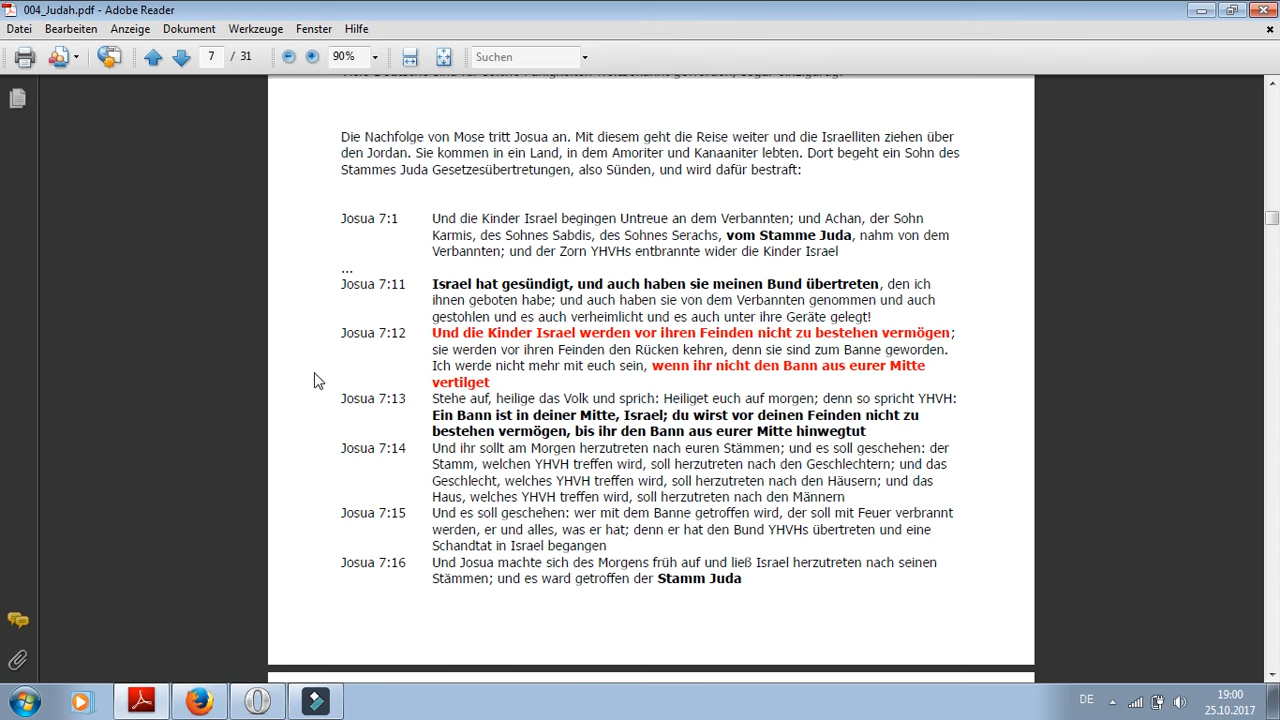 004_Judah.pdf - Adobe Reader
Datei Bearbeiten Anzeige Dokument Werkzeuge Fenster Hilfe
7 / 31 90% Suchen
Die Nachfolge von Mose tritt Josua an. Mit diesem geht die Reise weiter und die Israelliten ziehen über
den Jordan. Sie kommen in ein Land, in dem Amoriter und Kanaaniter lebten. Dort begeht ein Sohn des
Stammes Juda Gesetzesübertretungen, also Sünden, und wird dafür bestraft:
Josua 7:1 Und die Kinder Israel begingen Untreue an dem Verbannten; und Achan, der Sohn
Karmis, des Sohnes Sabdis, des Sohnes Serachs, vom Stamme Juda, nahm von dem
Verbannten; und der Zorn YHVHs entbrannte wider die Kinder Israel
...
Josua 7:11 Israel hat gesündigt, und auch haben sie meinen Bund übertreten, den ich
ihnen geboten habe; und auch haben sie von dem Verbannten genommen und auch
gestohlen und es auch verheimlicht und es auch unter ihre Geräte gelegt!
Josua 7:12 Und die Kinder Israel werden vor ihren Feinden nicht zu bestehen vermögen;
sie werden vor ihren Feinden den Rücken kehren, denn sie sind zum Banne geworden.
Ich werde nicht mehr mit euch sein, wenn ihr nicht den Bann aus eurer Mitte
vertilget
Josua 7:13 Stehe auf, heilige das Volk und sprich: Heiliget euch auf morgen; denn so spricht YHVH:
Ein Bann ist in deiner Mitte, Israel; du wirst vor deinen Feinden nicht zu
bestehen vermögen, bis ihr den Bann aus eurer Mitte hinwegtut
Josua 7:14 Und ihr sollt am Morgen herzutreten nach euren Stämmen; und es soll geschehen: der
Stamm, welchen YHVH treffen wird, soll herzutreten nach den Geschlechtern; und das
Geschlecht, welches YHVH treffen wird, soll herzutreten nach den Häusern; und das
Haus, welches YHVH treffen wird, soll herzutreten nach den Männern
Josua 7:15 Und es soll geschehen: wer mit dem Banne getroffen wird, der soll mit Feuer verbrannt
werden, er und alles, was er hat; denn er hat den Bund YHVHs übertreten und eine
Schandtat in Israel begangen
Josua 7:16 Und Josua machte sich des Morgens früh auf und ließ Israel herzutreten nach seinen
Stämmen; und es ward getroffen der Stamm Juda
DE 19:00
25.10.2017